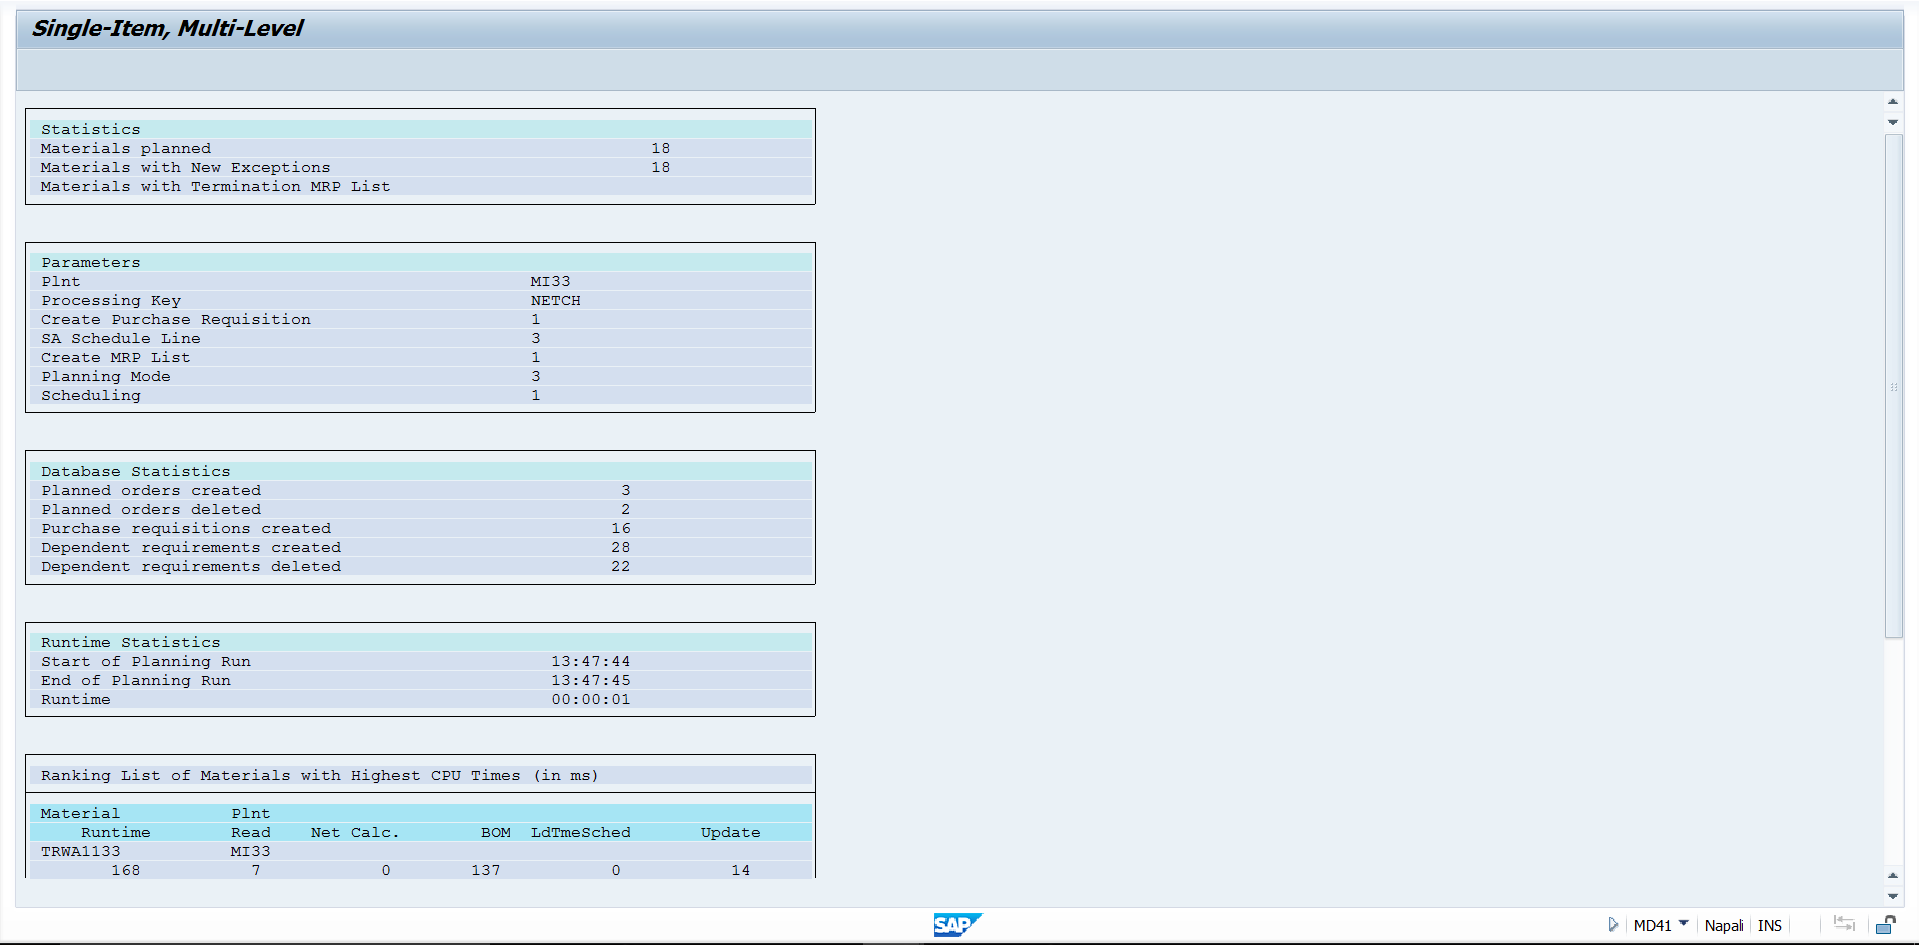 Single-Item, Multi-Level
Statistics
Materials planned 18
Materials with New Exceptions 18
Materials with Termination MRP List
Parameters
Plnt MI33
Processing Key NETCH
Create Purchase Requisition 1
SA Schedule Line 3
Create MRP List 1
Planning Mode 3
Scheduling 1
Database Statistics
Planned orders created 3
Planned orders deleted 2
Purchase requisitions created 16
Dependent requirements created 28
Dependent requirements deleted 22
Runtime Statistics
Start of Planning Run 13:47:44
End of Planning Run 13:47:45
Runtime 00:00:01
Ranking List of Materials with Highest CPU Times (in ms)
Material Plnt
Runtime Read Net Calc. BOM LdTmeSched Update
TRWA1133 MI33
168 7 0 137 0 14
SAP MD41 Napali INS